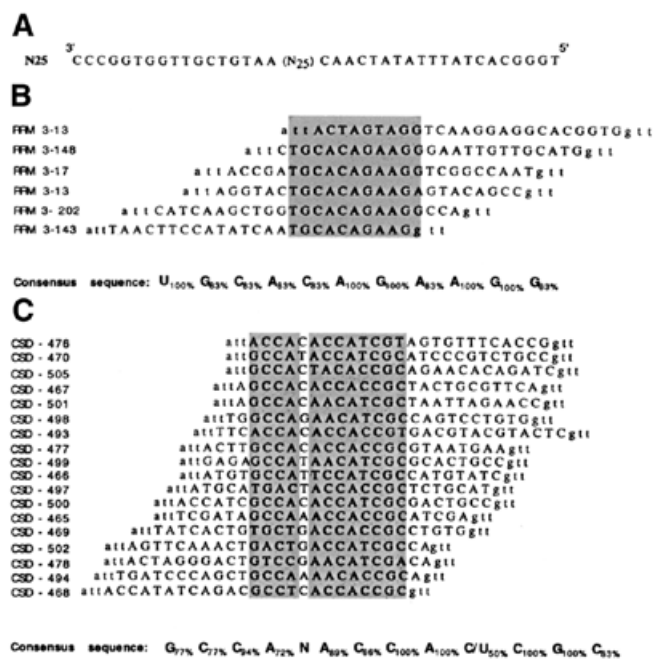 A
3' 5'
N25 CCCGGTGGTTGCTGTAA (N25) CAACTATATTTATCACGGGT
B
RRM 3-13 attACTAGTAGGTCAAGGAGGCACGGTGgtt
RRM 3-148 attCTGCACAGAAGGGAATTGTTGCATGgtt
RRM 3-17 attACCGATGCACAGAAGGTCGGCCAATgtt
RRM 3-13 attAGGTACTGCACAGAAGAGTACAGCCgtt
RRM 3-202 attCATCAAGCTGGTGCACAGAAGGGCCAgtt
RRM 3-143 attTAACTTCCATATCAATGCACAGAAGggtt
Consensus sequence: U100% G83% C83% A83% C83% A100% G100% A83% A100% G100% G83%
C
CSD - 476 attACCACACCATCGTAGTGTTTCACCGgtt
CSD - 470 attGCCATACCATCGCATCCCGTCTGCCgtt
CSD - 505 attGCCACTACACCGCAGAACACAGATCgtt
CSD - 467 attAGCCACACCACCGCTACTGCGTTCAgtt
CSD - 501 attAGCCACAACATCGCTAATTAGAACCgtt
CSD - 498 attTGGCCAGAACATCGCCAGTCCTGTGgtt
CSD - 493 attTTCACCACACCACCGTGACGTACGTACTCgtt
CSD - 477 attACTTGCCACACCACCGCGTAATGAAgtt
CSD - 499 attGAGAGCCATAACATCGCGCACTGCCgtt
CSD - 466 attATGTGCCATTCCATCGCCATGTATCgtt
CSD - 497 attATGCATGACTACCACCGCTCTGCATgtt
CSD - 500 attACCATCGCCACACCATCGCGACTGCCgtt
CSD - 465 attTCGATAGCCAAACCACCGCATCGAgtt
CSD - 469 attTATCACTGTGCTGACCACCGCCTGTGgtt
CSD - 502 attAGTTCAAACTGACTGACCATCGCCAgtt
CSD - 478 attACTAGGGACTGTCCGAACATCGACAgtt
CSD - 494 attTGATCCCAGCTGCCAAAACACCGCAgtt
CSD - 468 attACCATATCAGACGCCTCACCACCGCgtt
Consensus sequence: G77% C77% C94% A72% N A89% C66% C100% A100% C/U50% C100% G100% C83%